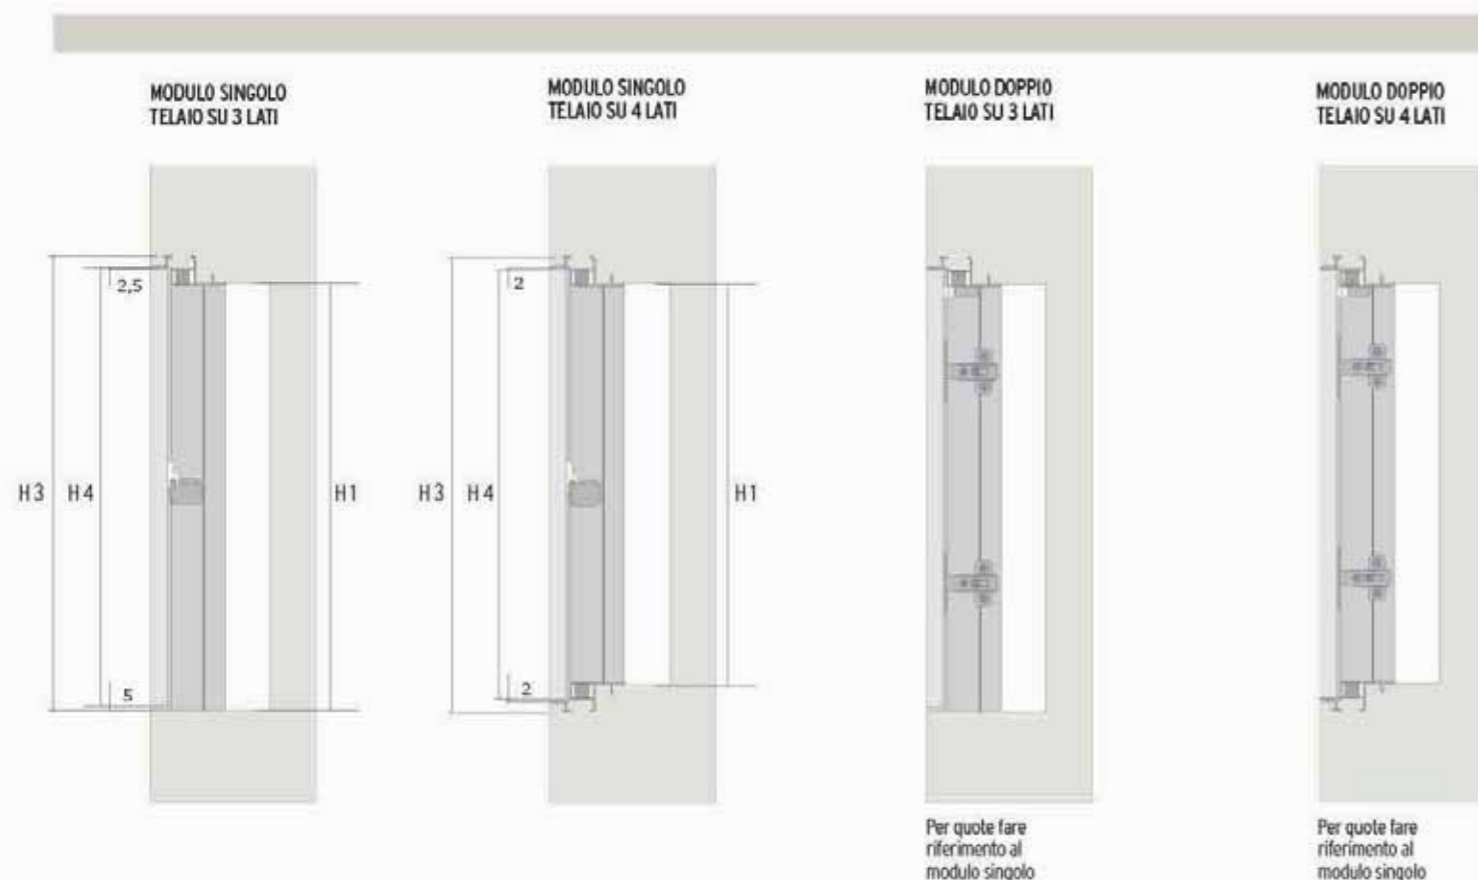 MODULO SINGOLO
TELAIO SU 3 LATI
MODULO SINGOLO
TELAIO SU 4 LATI
MODULO DOPPIO
TELAIO SU 3 LATI
MODULO DOPPIO
TELAIO SU 4 LATI
2,5
H3
H4
H1
5
2
H3
H4
H1
2
Per quote fare
riferimento al
modulo singolo
Per quote fare
riferimento al
modulo singolo